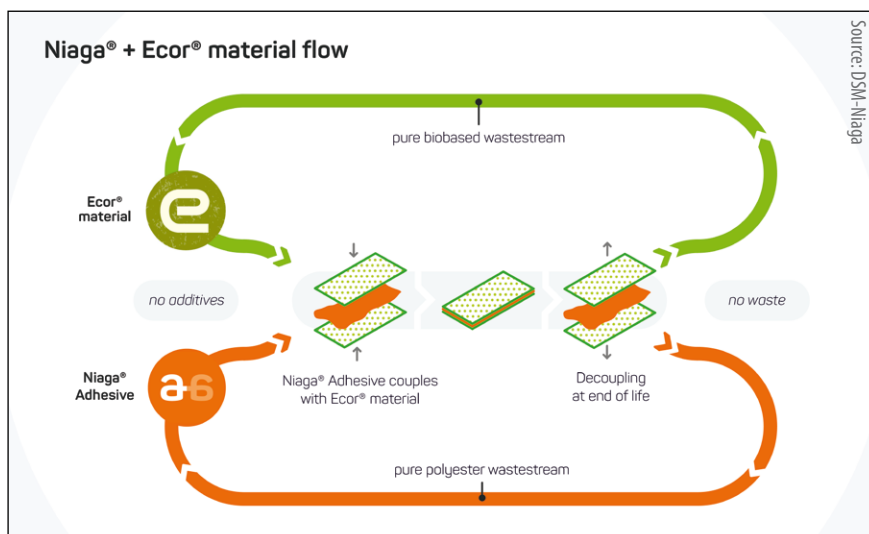 Niaga® + Ecor® material flow
Source: DSM-Niaga
pure biobased wastestream
Ecor®
material
no additives
no waste
Niaga®
Adhesive
Niaga® Adhesive couples
with Ecor® material
Decoupling
at end of life
pure polyester wastestream